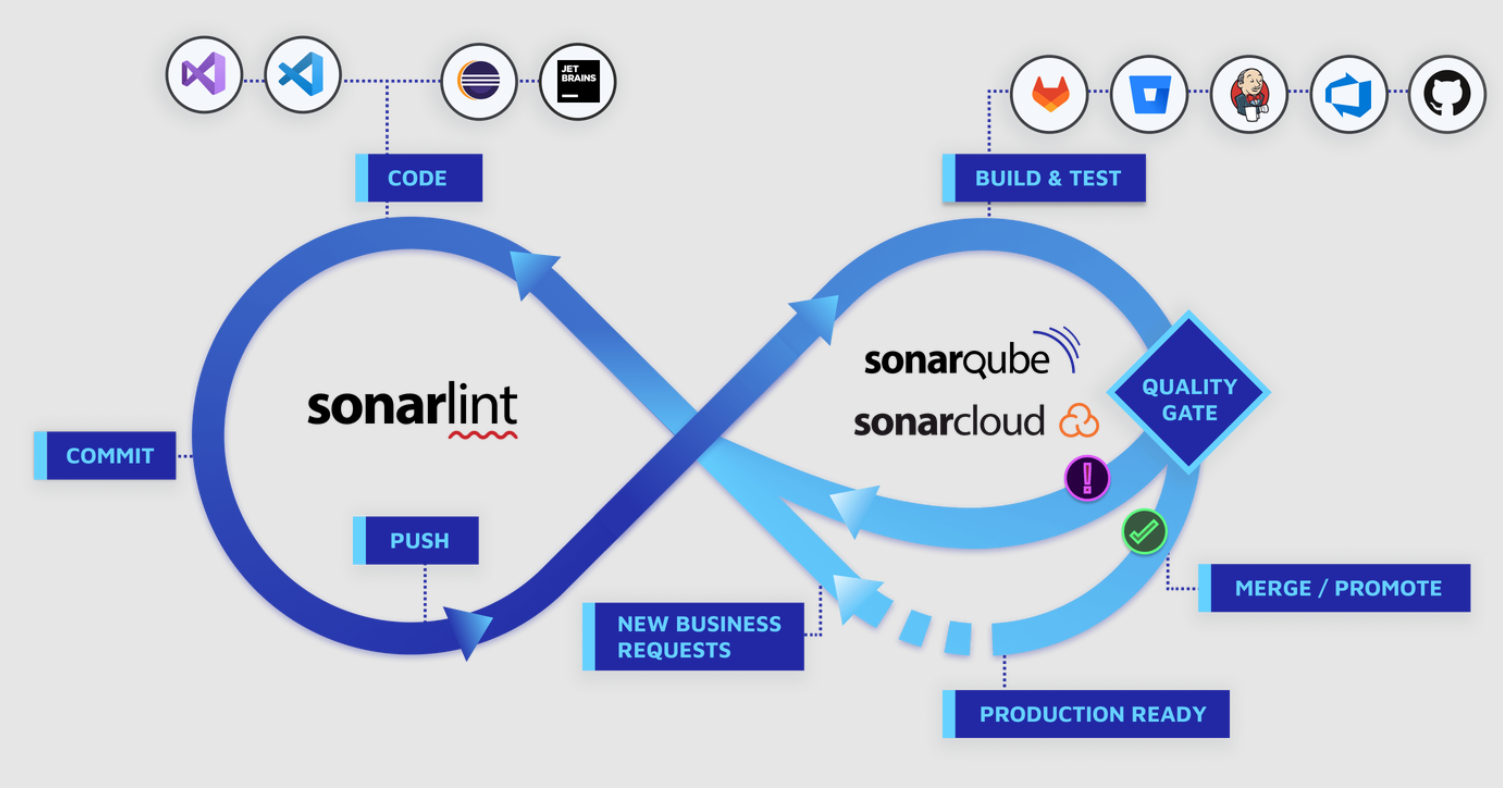 JET
BRAINS
CODE
BUILD & TEST
sonarqube
QUALITY
GATE
sonarlint
sonarcloud
COMMIT
!
PUSH
MERGE / PROMOTE
NEW BUSINESS
REQUESTS
PRODUCTION READY